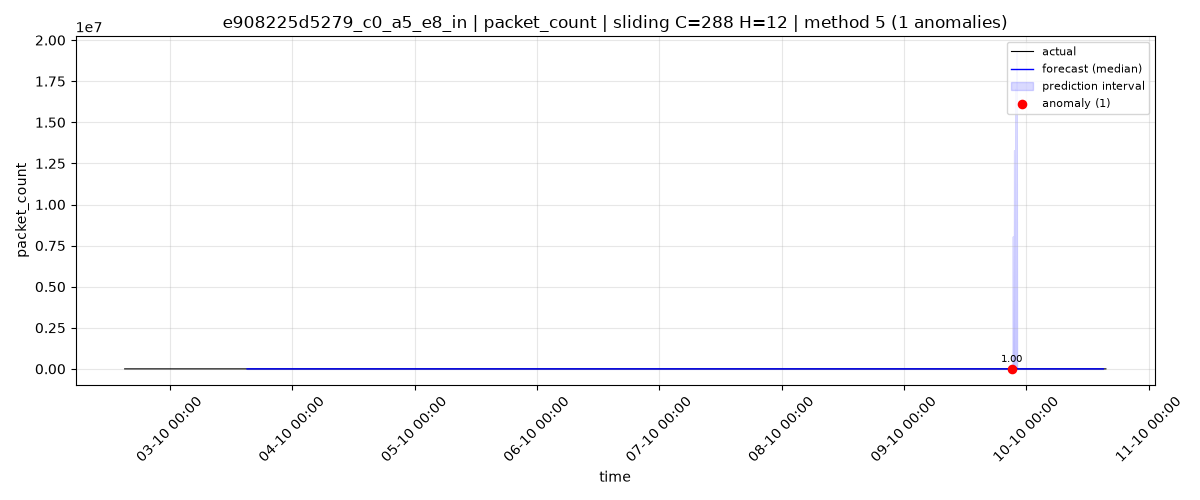 e908225d5279_c0_a5_e8_in | packet_count | sliding C=288 H=12 | method 5 (1 anomalies)
1e7
2.00
1.75
1.50
1.25
1.00
0.75
0.50
0.25
0.00
packet_count
actual
forecast (median)
prediction interval
anomaly (1)
1.00
03-10 00:00
04-10 00:00
05-10 00:00
06-10 00:00
07-10 00:00
08-10 00:00
09-10 00:00
10-10 00:00
11-10 00:00
time